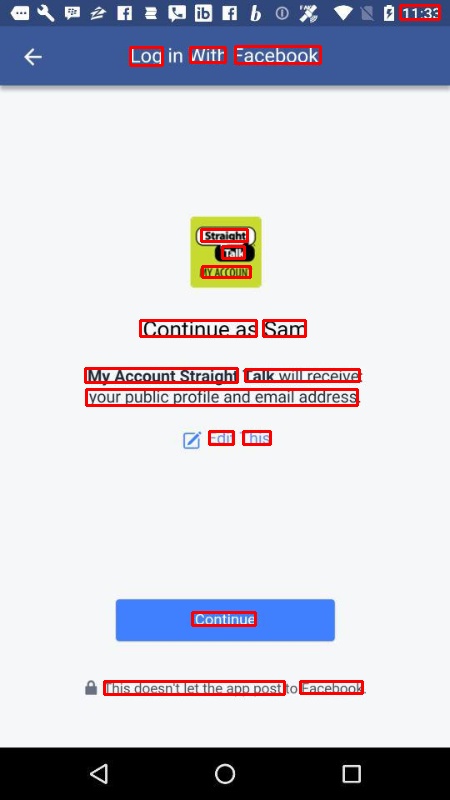 11:33
Log in With Facebook
Straight
Talk
MY ACCOUNT
Continue as Sam
My Account Straight Talk will receive:
your public profile and email address.
Edit This
Continue
This doesn't let the app post to Facebook.